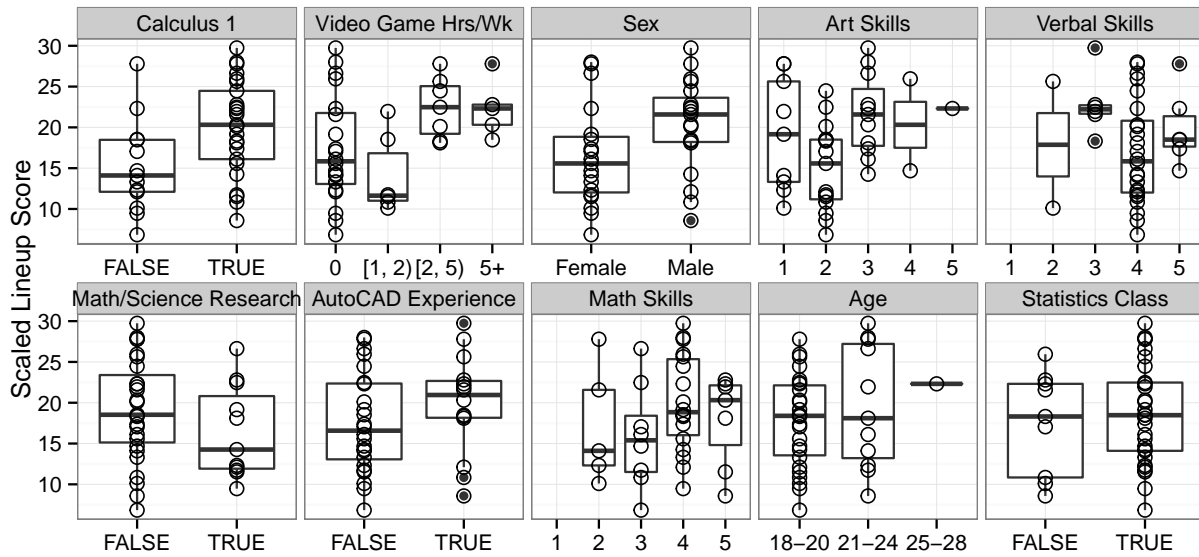 Scaled Lineup Score
Calculus 1 Video Game Hrs/Wk Sex Art Skills Verbal Skills
30
25
20
15
10
FALSE TRUE 0 [1, 2) [2, 5) 5+ Female Male 1 2 3 4 5 1 2 3 4 5
Math/Science Research AutoCAD Experience Math Skills Age Statistics Class
30
25
20
15
10
FALSE TRUE FALSE TRUE 1 2 3 4 5 18–20 21–24 25–28 FALSE TRUE